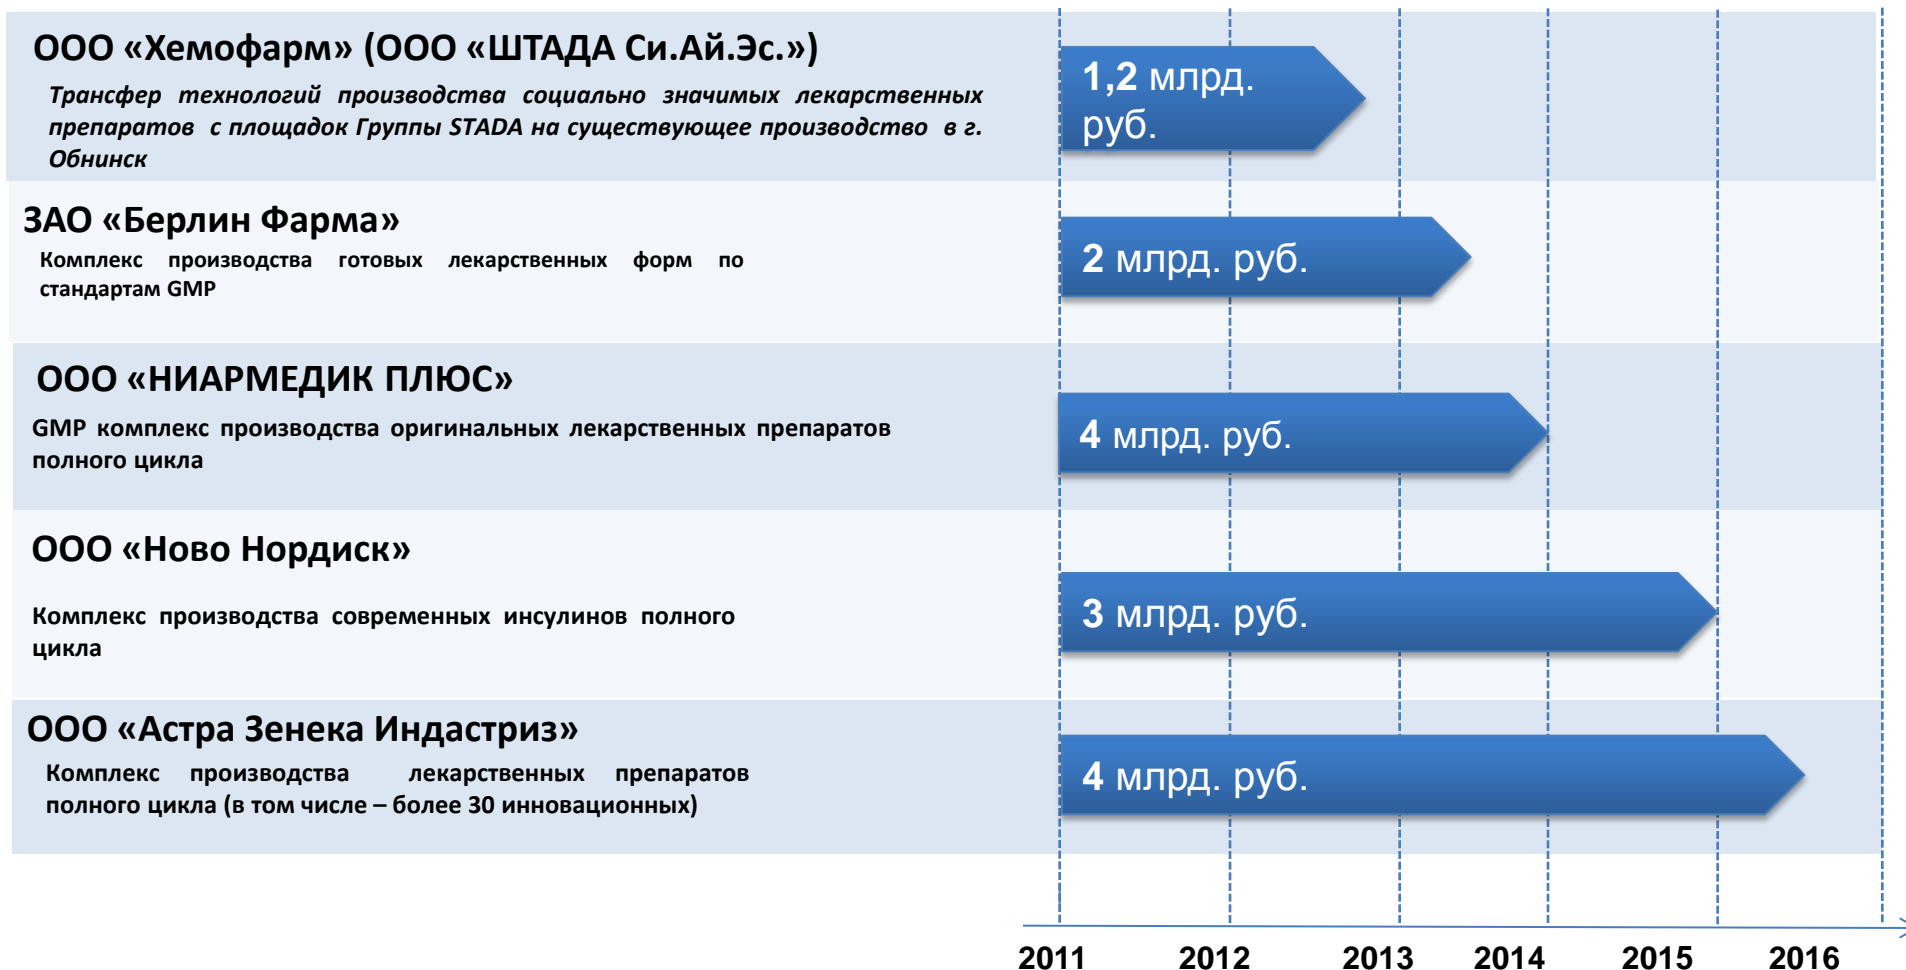 ООО «Хемофарм» (ООО «ШТАДА Си.Ай.Эс.»)
Трансфер технологий производства социально значимых лекарственных
препаратов с площадок Группы STADA на существующее производство в г.
Обнинск
1,2 млрд.
руб.
ЗАО «Берлин Фарма»
Комплекс производства готовых лекарственных форм по
стандартам GMP
2 млрд. руб.
ООО «НИАРМЕДИК ПЛЮС»
GMP комплекс производства оригинальных лекарственных препаратов
полного цикла
4 млрд. руб.
ООО «Ново Нордиск»
Комплекс производства современных инсулинов полного
цикла
3 млрд. руб.
ООО «Астра Зенека Индастриз»
Комплекс производства лекарственных препаратов
полного цикла (в том числе – более 30 инновационных)
4 млрд. руб.
2011 2012 2013 2014 2015 2016